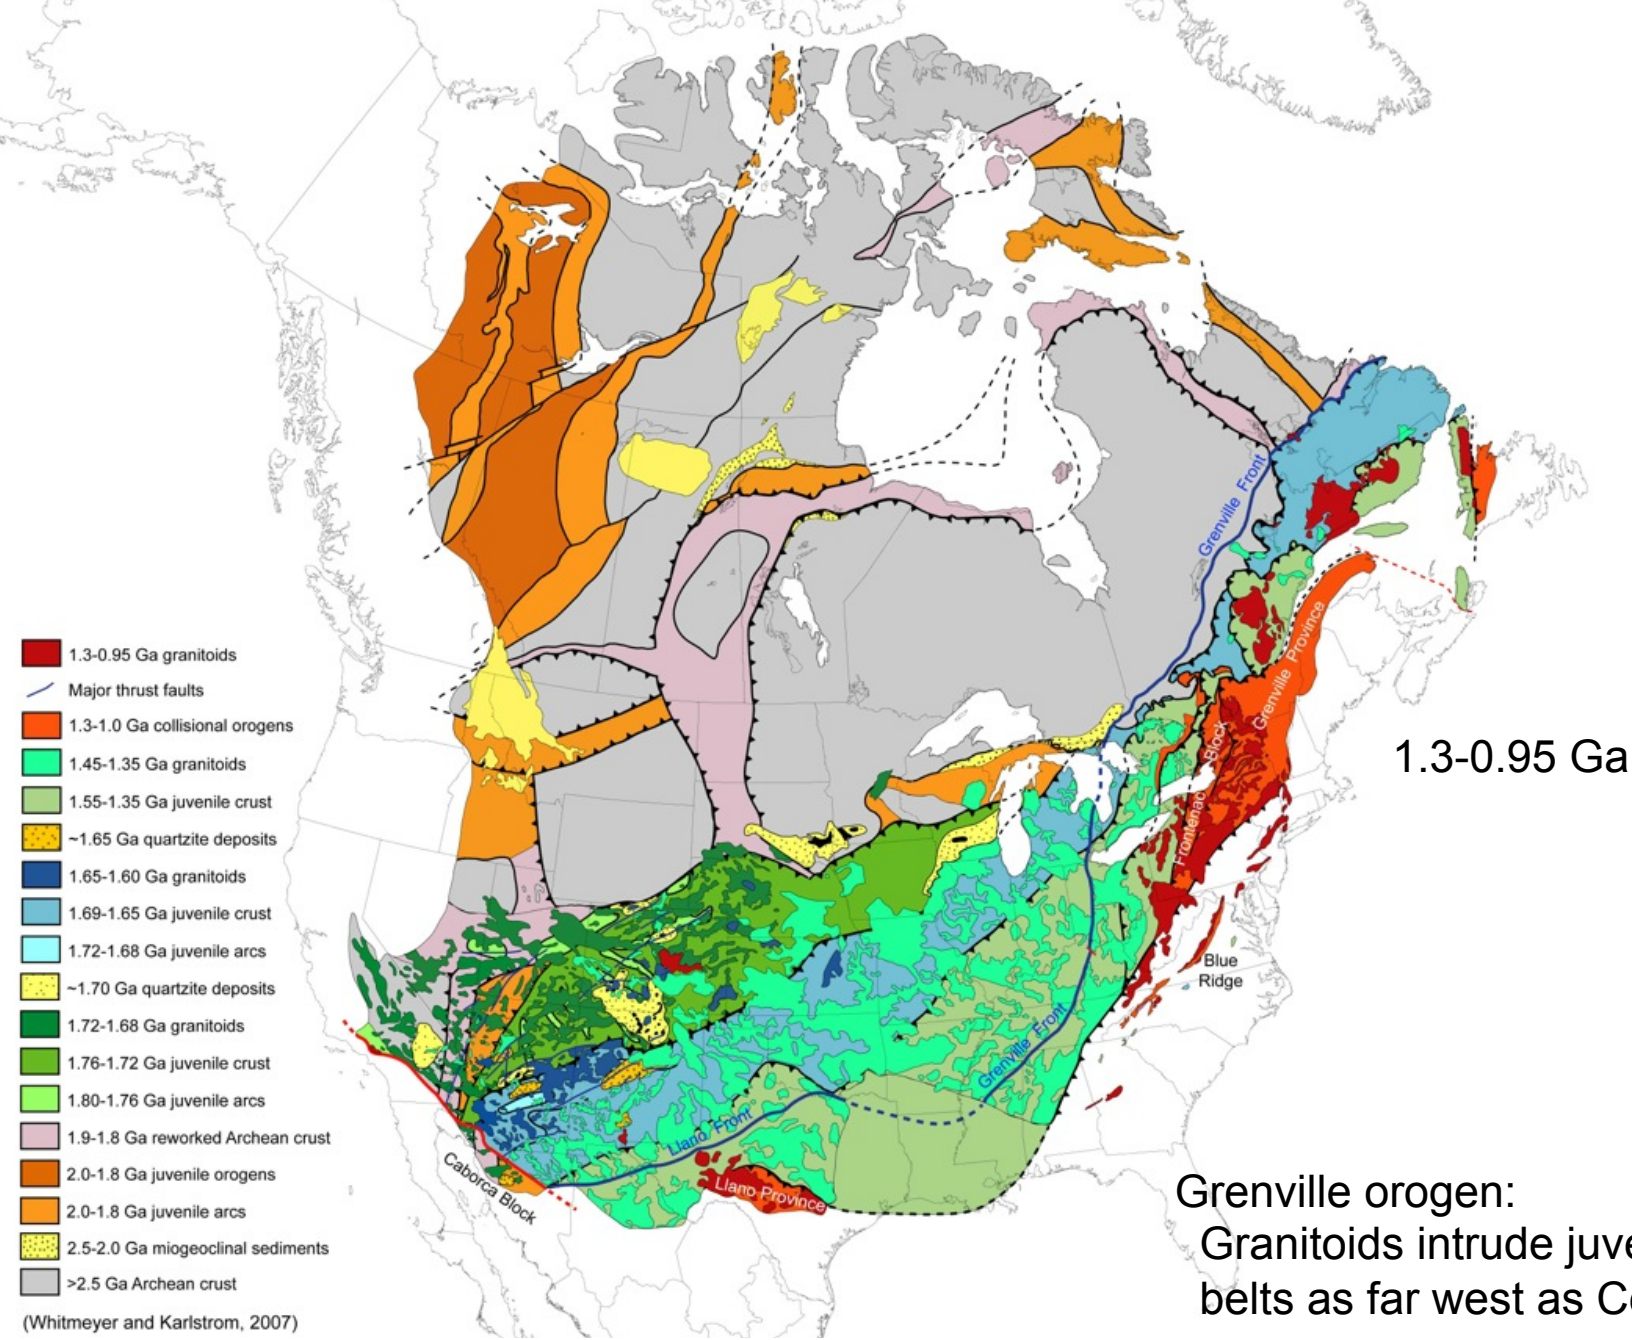 1.3-0.95 Ga granitoids
Major thrust faults
1.3-1.0 Ga collisional orogens
1.45-1.35 Ga granitoids
1.55-1.35 Ga juvenile crust
~1.65 Ga quartzite deposits
1.65-1.60 Ga granitoids
1.69-1.65 Ga juvenile crust
1.72-1.68 Ga juvenile arcs
~1.70 Ga quartzite deposits
1.72-1.68 Ga granitoids
1.76-1.72 Ga juvenile crust
1.80-1.76 Ga juvenile arcs
1.9-1.8 Ga reworked Archean crust
2.0-1.8 Ga juvenile orogens
2.0-1.8 Ga juvenile arcs
2.5-2.0 Ga miogeoclinal sediments
>2.5 Ga Archean crust
(Whitmeyer and Karlstrom, 2007)
Grenville Front
Grenville Province
Frontenac Block
Blue
Ridge
Grenville Front
Llano Front
Llano Province
Caborca Block
1.3-0.95 Ga
Grenville orogen:
Granitoids intrude juve
belts as far west as Co